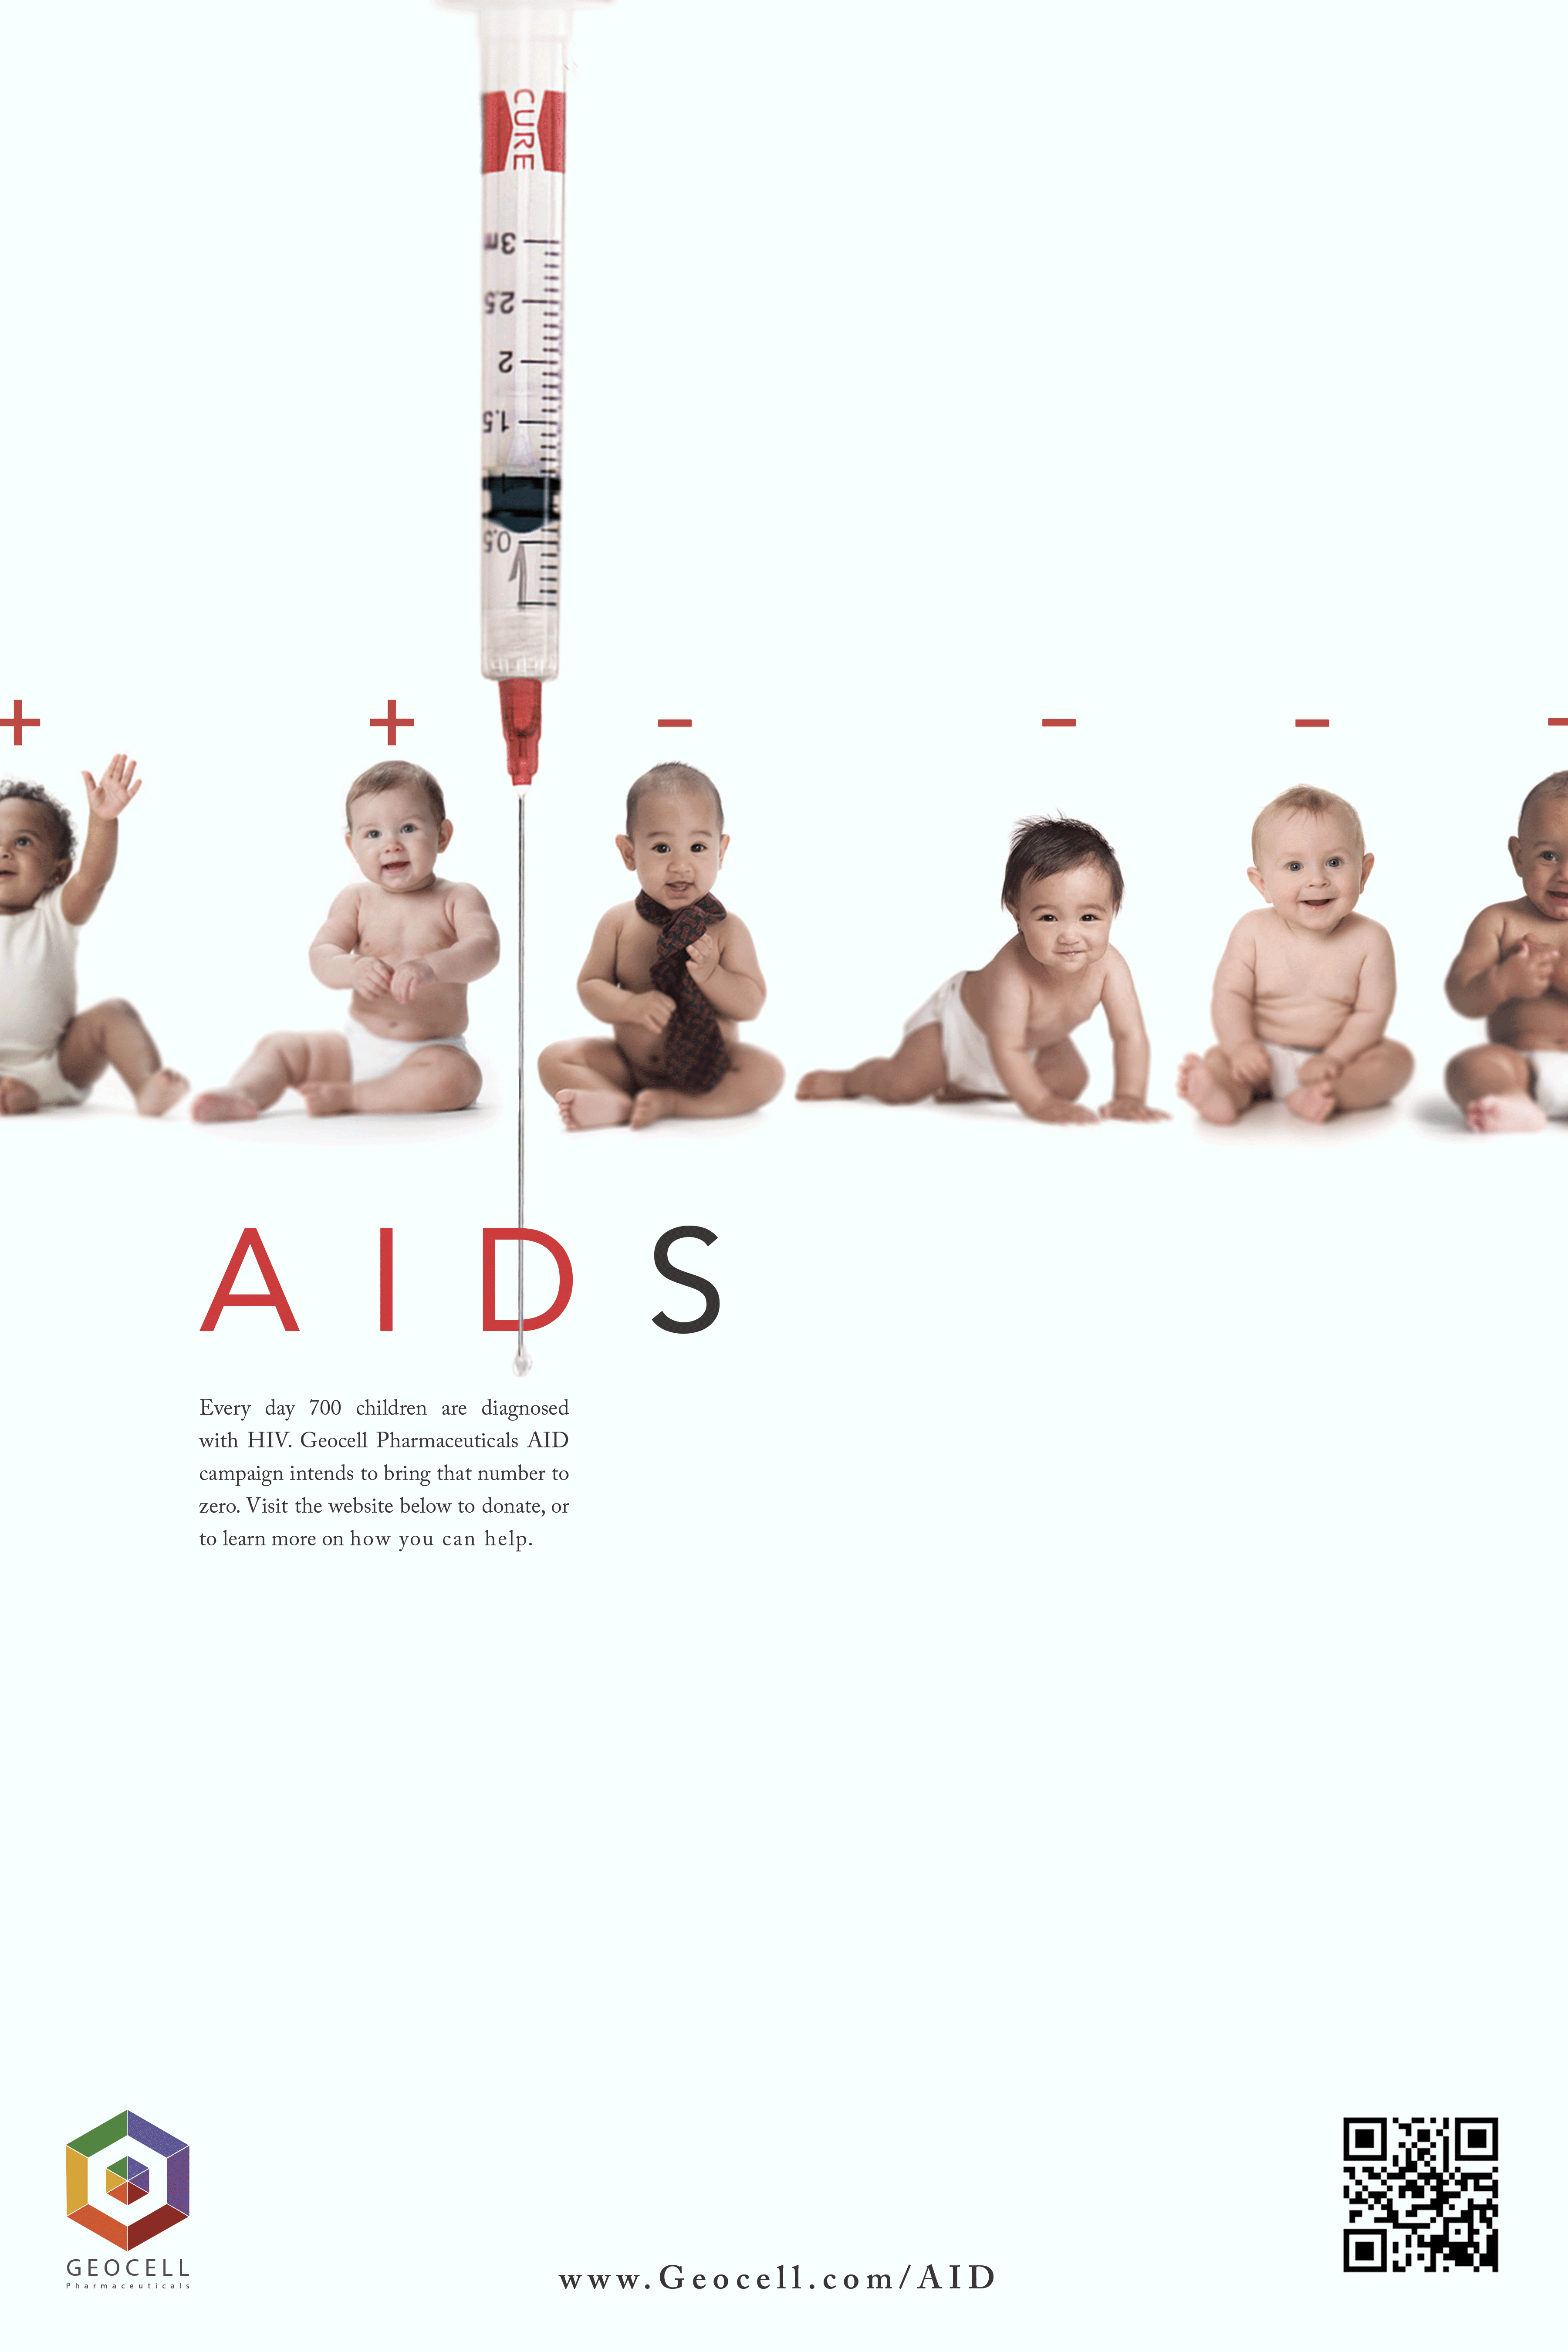 CURE
3m
2.5
2
1.5
1
0.5
+ + - - - -
AIDS
Every day 700 children are diagnosed
with HIV. Geocell Pharmaceuticals AID
campaign intends to bring that number to
zero. Visit the website below to donate, or
to learn more on how you can help.
GEOCELL
Pharmaceuticals
www.Geocell.com/AID